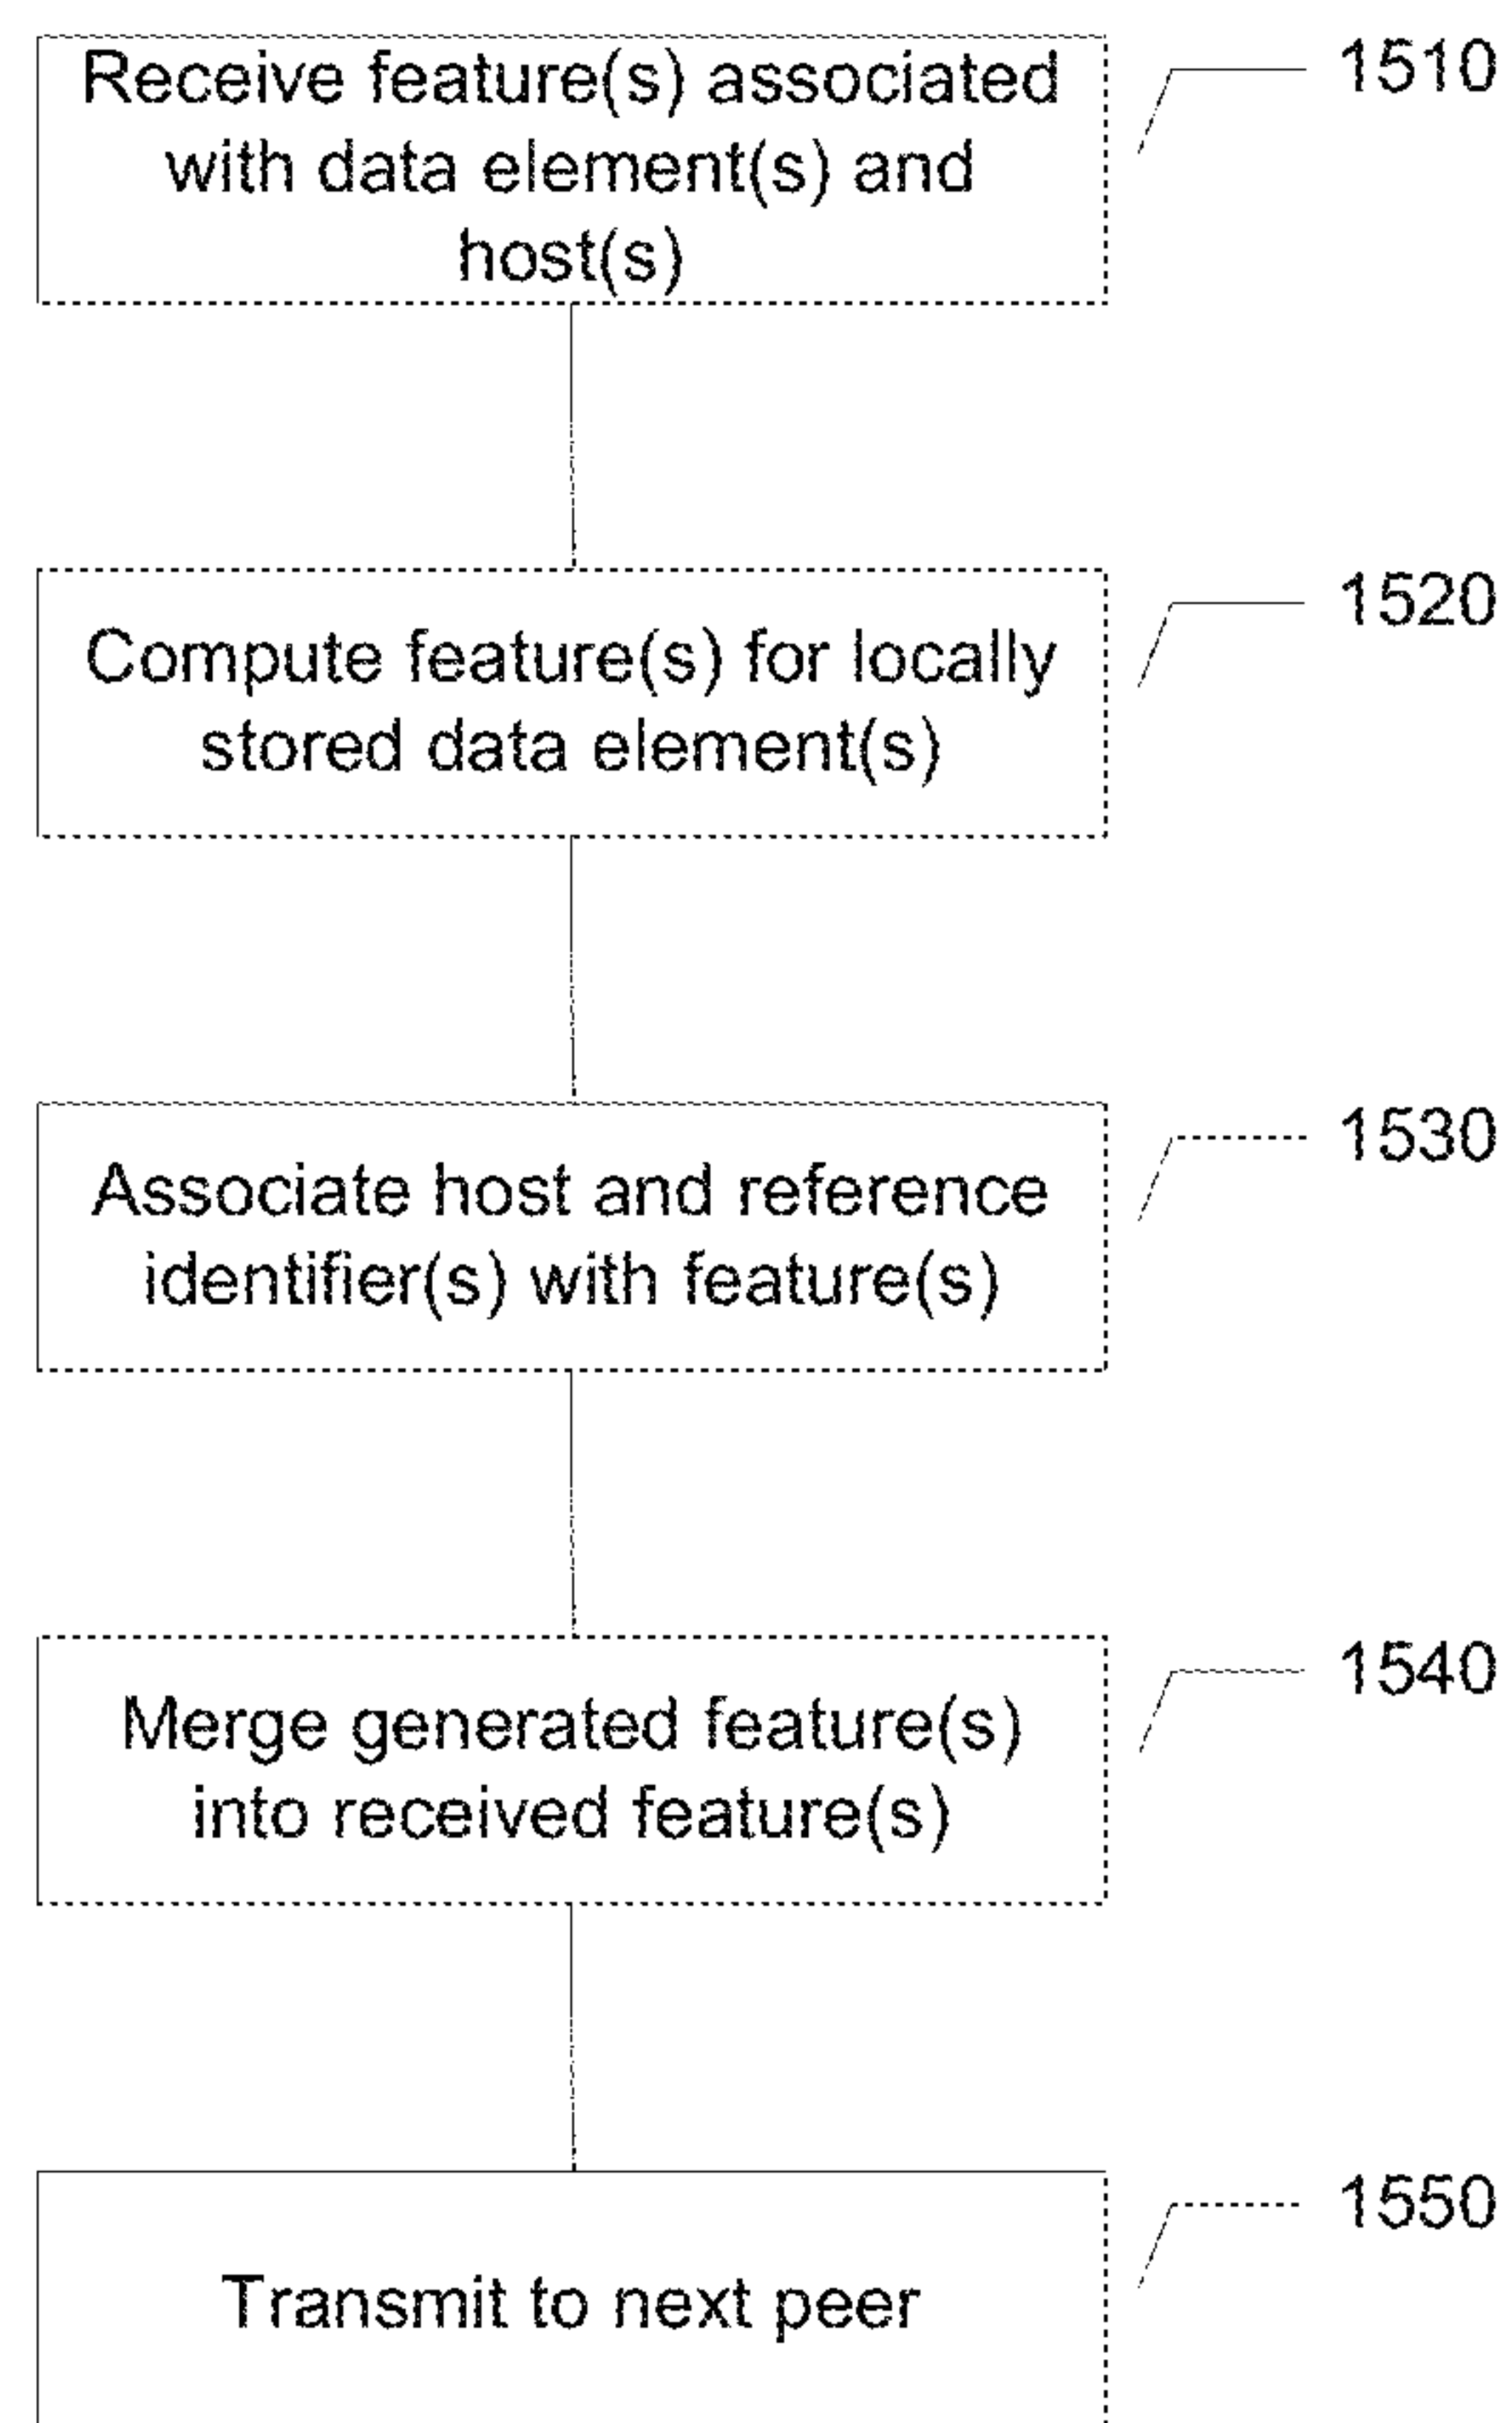 Receive feature(s) associated
with data element(s) and
host(s)
1510
Compute feature(s) for locally
stored data element(s)
1520
Associate host and reference
identifier(s) with feature(s)
1530
Merge generated feature(s)
into received feature(s)
1540
Transmit to next peer
1550